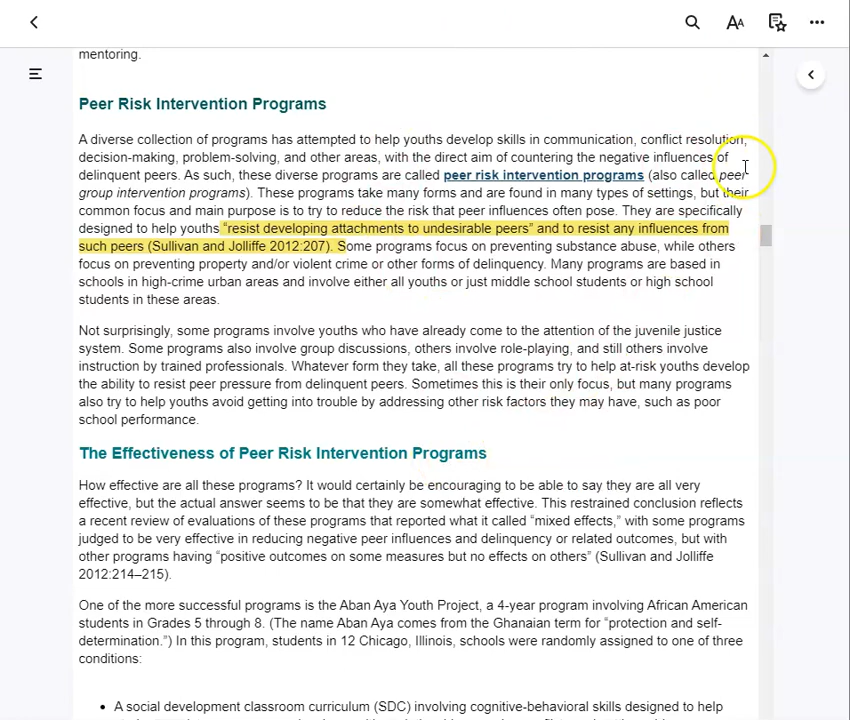 mentoring.
Peer Risk Intervention Programs
A diverse collection of programs has attempted to help youths develop skills in communication, conflict resolution,
decision-making, problem-solving, and other areas, with the direct aim of countering the negative influences of
delinquent peers. As such, these diverse programs are called peer risk intervention programs (also called peer
group intervention programs). These programs take many forms and are found in many types of settings, but their
common focus and main purpose is to try to reduce the risk that peer influences often pose. They are specifically
designed to help youths “resist developing attachments to undesirable peers” and to resist any influences from
such peers (Sullivan and Jolliffe 2012:207). Some programs focus on preventing substance abuse, while others
focus on preventing property and/or violent crime or other forms of delinquency. Many programs are based in
schools in high-crime urban areas and involve either all youths or just middle school students or high school
students in these areas.
Not surprisingly, some programs involve youths who have already come to the attention of the juvenile justice
system. Some programs also involve group discussions, others involve role-playing, and still others involve
instruction by trained professionals. Whatever form they take, all these programs try to help at-risk youths develop
the ability to resist peer pressure from delinquent peers. Sometimes this is their only focus, but many programs
also try to help youths avoid getting into trouble by addressing other risk factors they may have, such as poor
school performance.
The Effectiveness of Peer Risk Intervention Programs
How effective are all these programs? It would certainly be encouraging to be able to say they are all very
effective, but the actual answer seems to be that they are somewhat effective. This restrained conclusion reflects
a recent review of evaluations of these programs that reported what it called “mixed effects,” with some programs
judged to be very effective in reducing negative peer influences and delinquency or related outcomes, but with
other programs having “positive outcomes on some measures but no effects on others” (Sullivan and Jolliffe
2012:214–215).
One of the more successful programs is the Aban Aya Youth Project, a 4-year program involving African American
students in Grades 5 through 8. (The name Aban Aya comes from the Ghanaian term for “protection and self-
determination.”) In this program, students in 12 Chicago, Illinois, schools were randomly assigned to one of three
conditions:
• A social development classroom curriculum (SDC) involving cognitive-behavioral skills designed to help